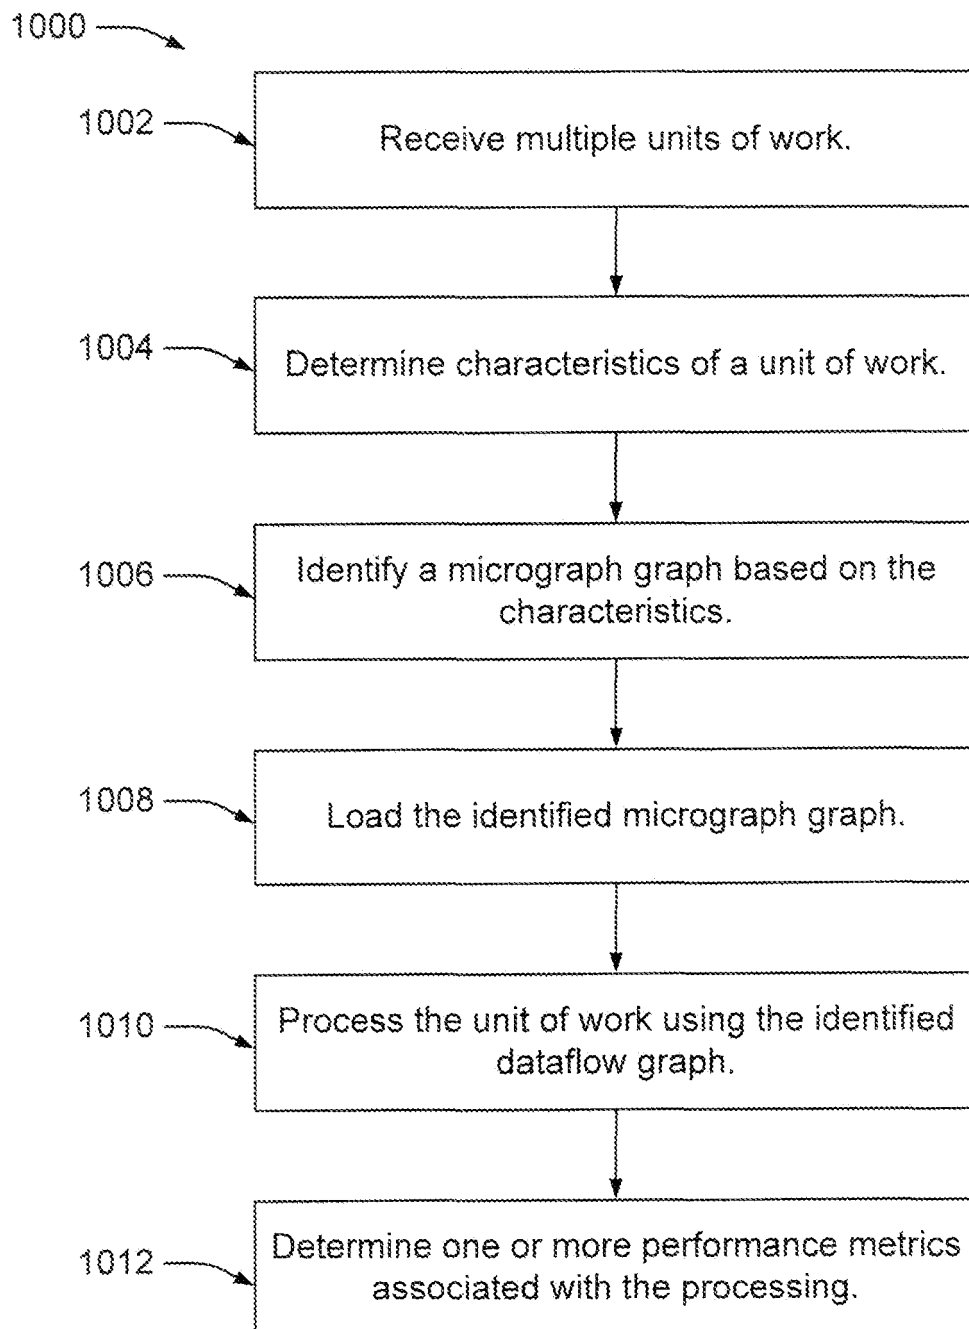 1000
1002
Receive multiple units of work.
1004
Determine characteristics of a unit of work.
1006
Identify a micrograph graph based on the
characteristics.
1008
Load the identified micrograph graph.
1010
Process the unit of work using the identified
dataflow graph.
1012
Determine one or more performance metrics
associated with the processing.